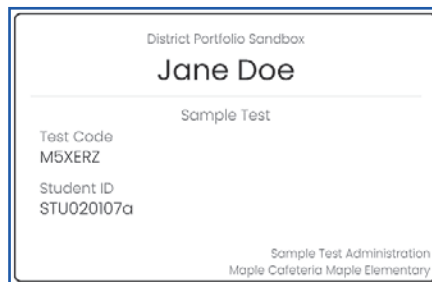 District Portfolio Sandbox
Jane Doe
Sample Test
Test Code
M5XERZ
Student ID
STU020107a
Sample Test Administration
Maple Cafeteria Maple Elementary